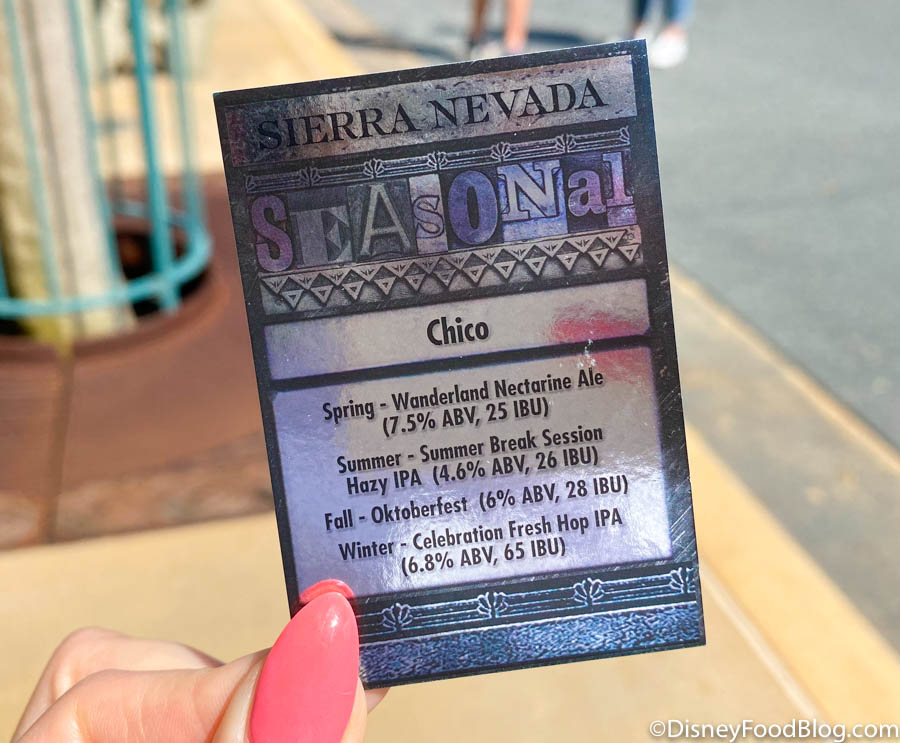 SIERRA NEVADA
SEASONal
Chico
Spring - Wanderland Nectarine Ale
(7.5% ABV, 25 IBU)
Summer - Summer Break Session
Hazy IPA (4.6% ABV, 26 IBU)
Fall - Oktoberfest (6% ABV, 28 IBU)
Winter - Celebration Fresh Hop IPA
(6.8% ABV, 65 IBU)
©DisneyFoodBlog.com